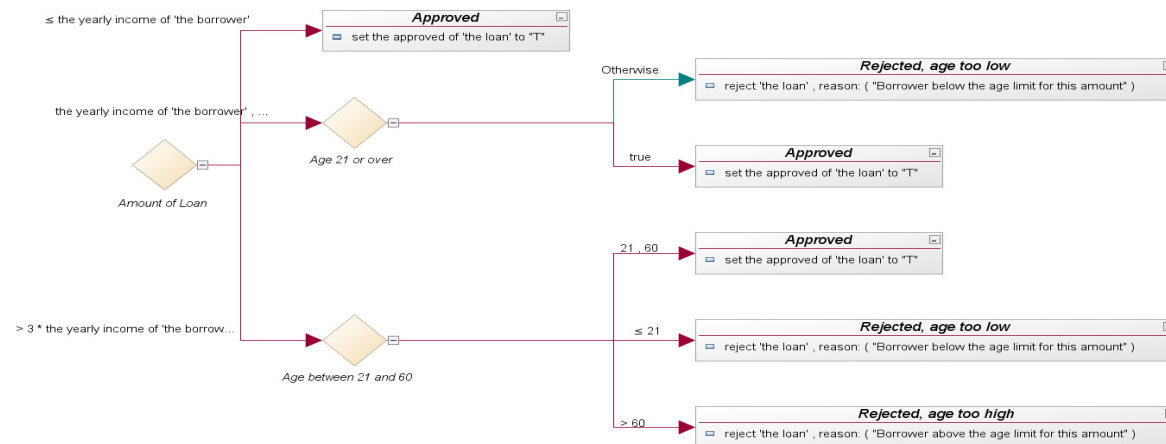 ≤ the yearly income of 'the borrower'
Approved
set the approved of 'the loan' to "T"
the yearly income of 'the borrower' , ...
Age 21 or over
Otherwise
Rejected, age too low
reject 'the loan' , reason: ( "Borrower below the age limit for this amount" )
true
Approved
set the approved of 'the loan' to "T"
Amount of Loan
> 3 * the yearly income of 'the borrow...
Age between 21 and 60
21 , 60
Approved
set the approved of 'the loan' to "T"
≤ 21
Rejected, age too low
reject 'the loan' , reason: ( "Borrower below the age limit for this amount" )
> 60
Rejected, age too high
reject 'the loan' , reason: ( "Borrower above the age limit for this amount" )